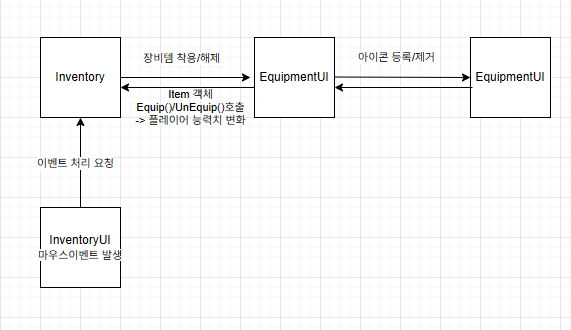 장비템 착용/해제
아이콘 등록/제거
Inventory
EquipmentUI
EquipmentUI
Item 객체
Equip()/UnEquip()호출
-> 플레이어 능력치 변화
이벤트 처리 요청
InventoryUI
마우스이벤트 발생